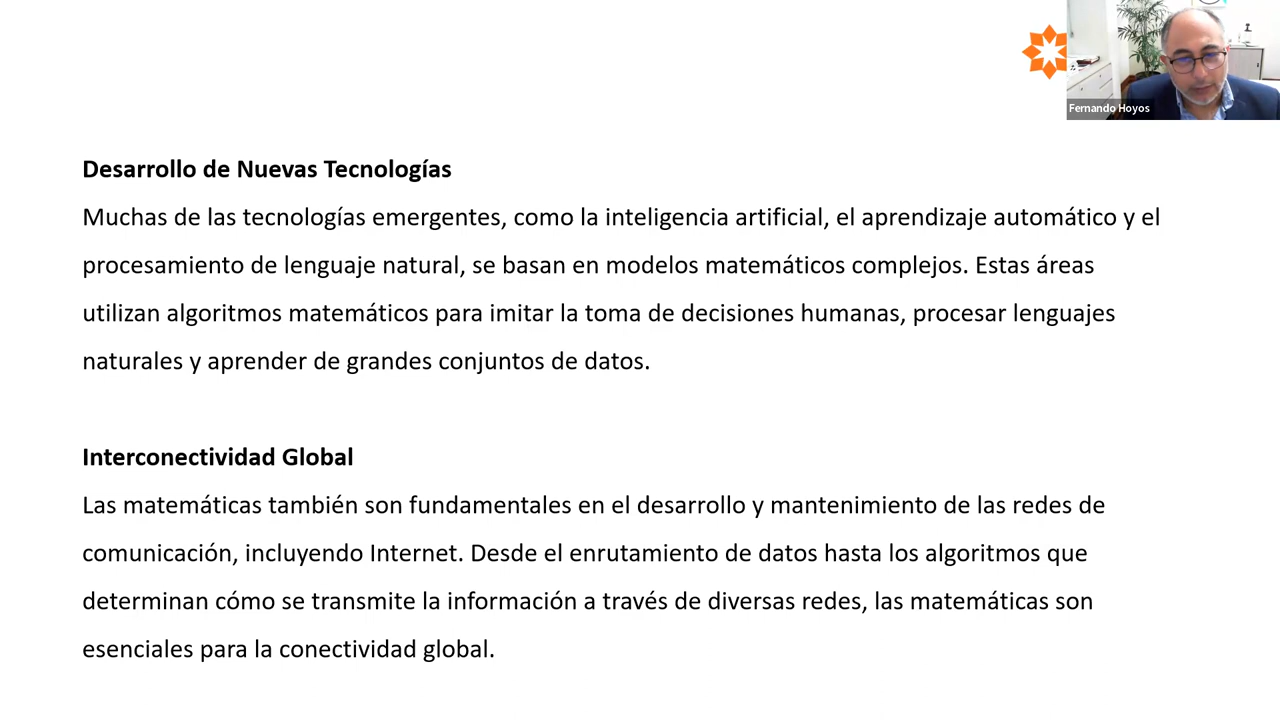 Fernando Hoyos
Desarrollo de Nuevas Tecnologías
Muchas de las tecnologías emergentes, como la inteligencia artificial, el aprendizaje automático y el
procesamiento de lenguaje natural, se basan en modelos matemáticos complejos. Estas áreas
utilizan algoritmos matemáticos para imitar la toma de decisiones humanas, procesar lenguajes
naturales y aprender de grandes conjuntos de datos.
Interconectividad Global
Las matemáticas también son fundamentales en el desarrollo y mantenimiento de las redes de
comunicación, incluyendo Internet. Desde el enrutamiento de datos hasta los algoritmos que
determinan cómo se transmite la información a través de diversas redes, las matemáticas son
esenciales para la conectividad global.